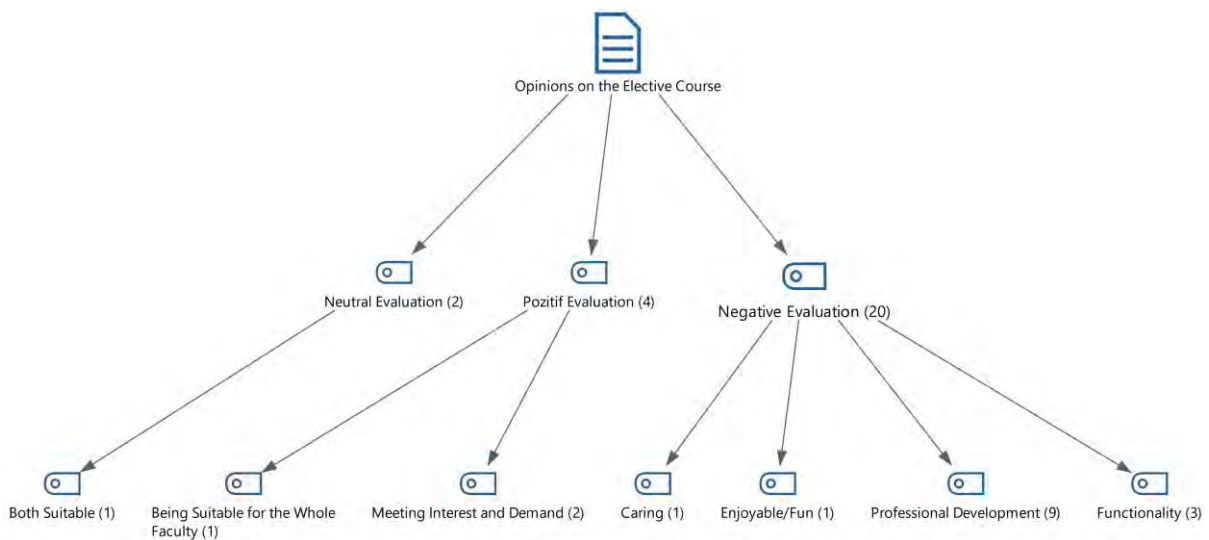 Opinions on the Elective Course
Neutral Evaluation (2)
Pozitif Evaluation (4)
Negative Evaluation (20)
Both Suitable (1)
Being Suitable for the Whole
Faculty (1)
Meeting Interest and Demand (2)
Caring (1)
Enjoyable/Fun (1)
Professional Development (9)
Functionality (3)